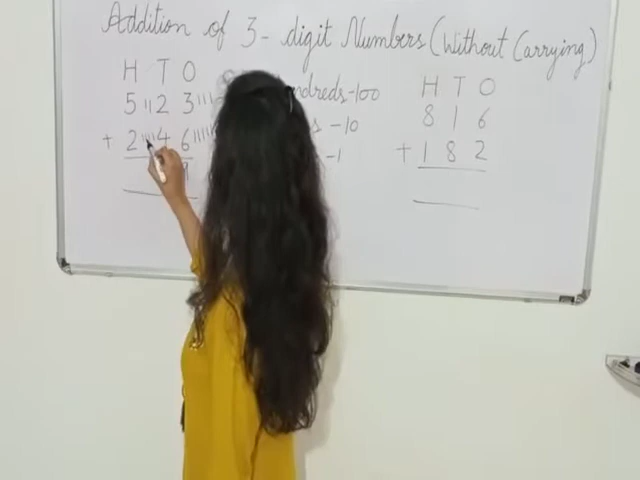 Addition of 3-digit Numbers (Without Carrying)
H T O
5 2 3
+ 2 4 6
9
-100
-10
-1
H T O
8 1 6
+ 1 8 2